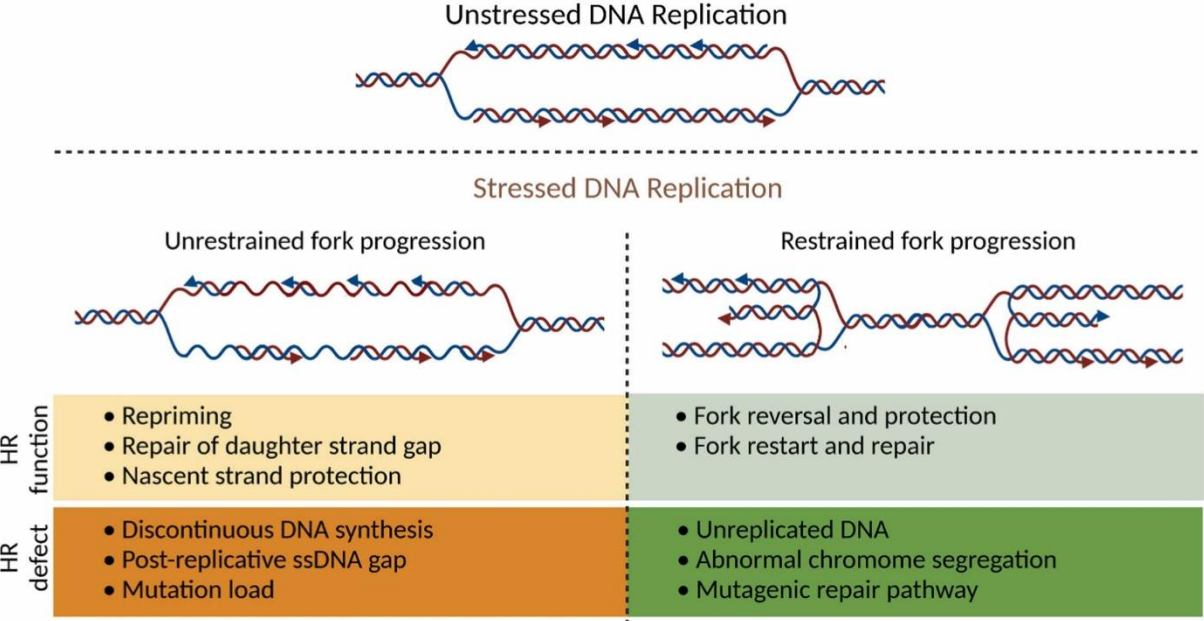 Unstressed DNA Replication
Stressed DNA Replication
Unrestrained fork progression
Restrained fork progression
HR function
• Repriming
• Repair of daughter strand gap
• Nascent strand protection
• Fork reversal and protection
• Fork restart and repair
HR defect
• Discontinuous DNA synthesis
• Post-replicative ssDNA gap
• Mutation load
• Unreplicated DNA
• Abnormal chromome segregation
• Mutagenic repair pathway